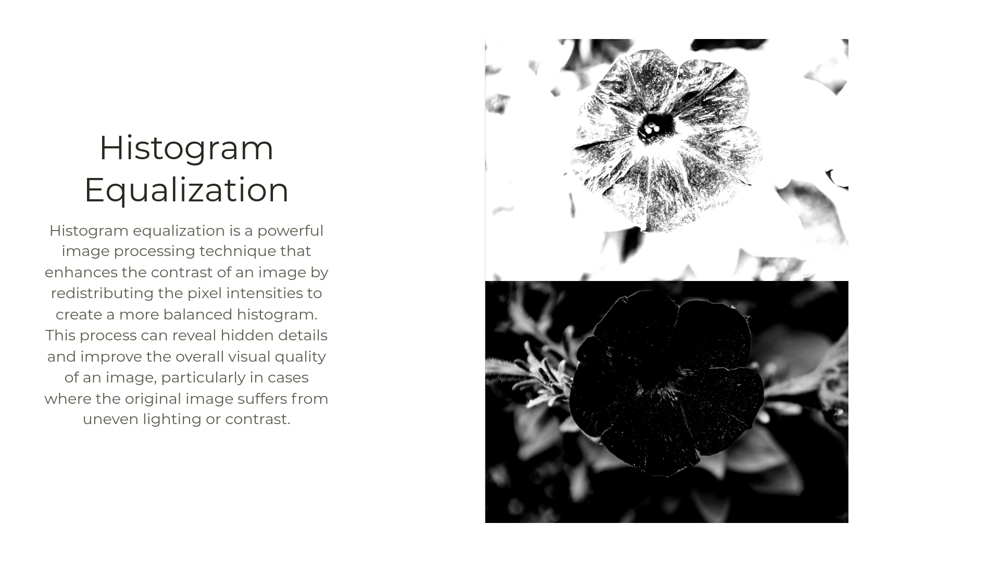 Histogram
Equalization
Histogram equalization is a powerful
image processing technique that
enhances the contrast of an image by
redistributing the pixel intensities to
create a more balanced histogram.
This process can reveal hidden details
and improve the overall visual quality
of an image, particularly in cases
where the original image suffers from
uneven lighting or contrast.